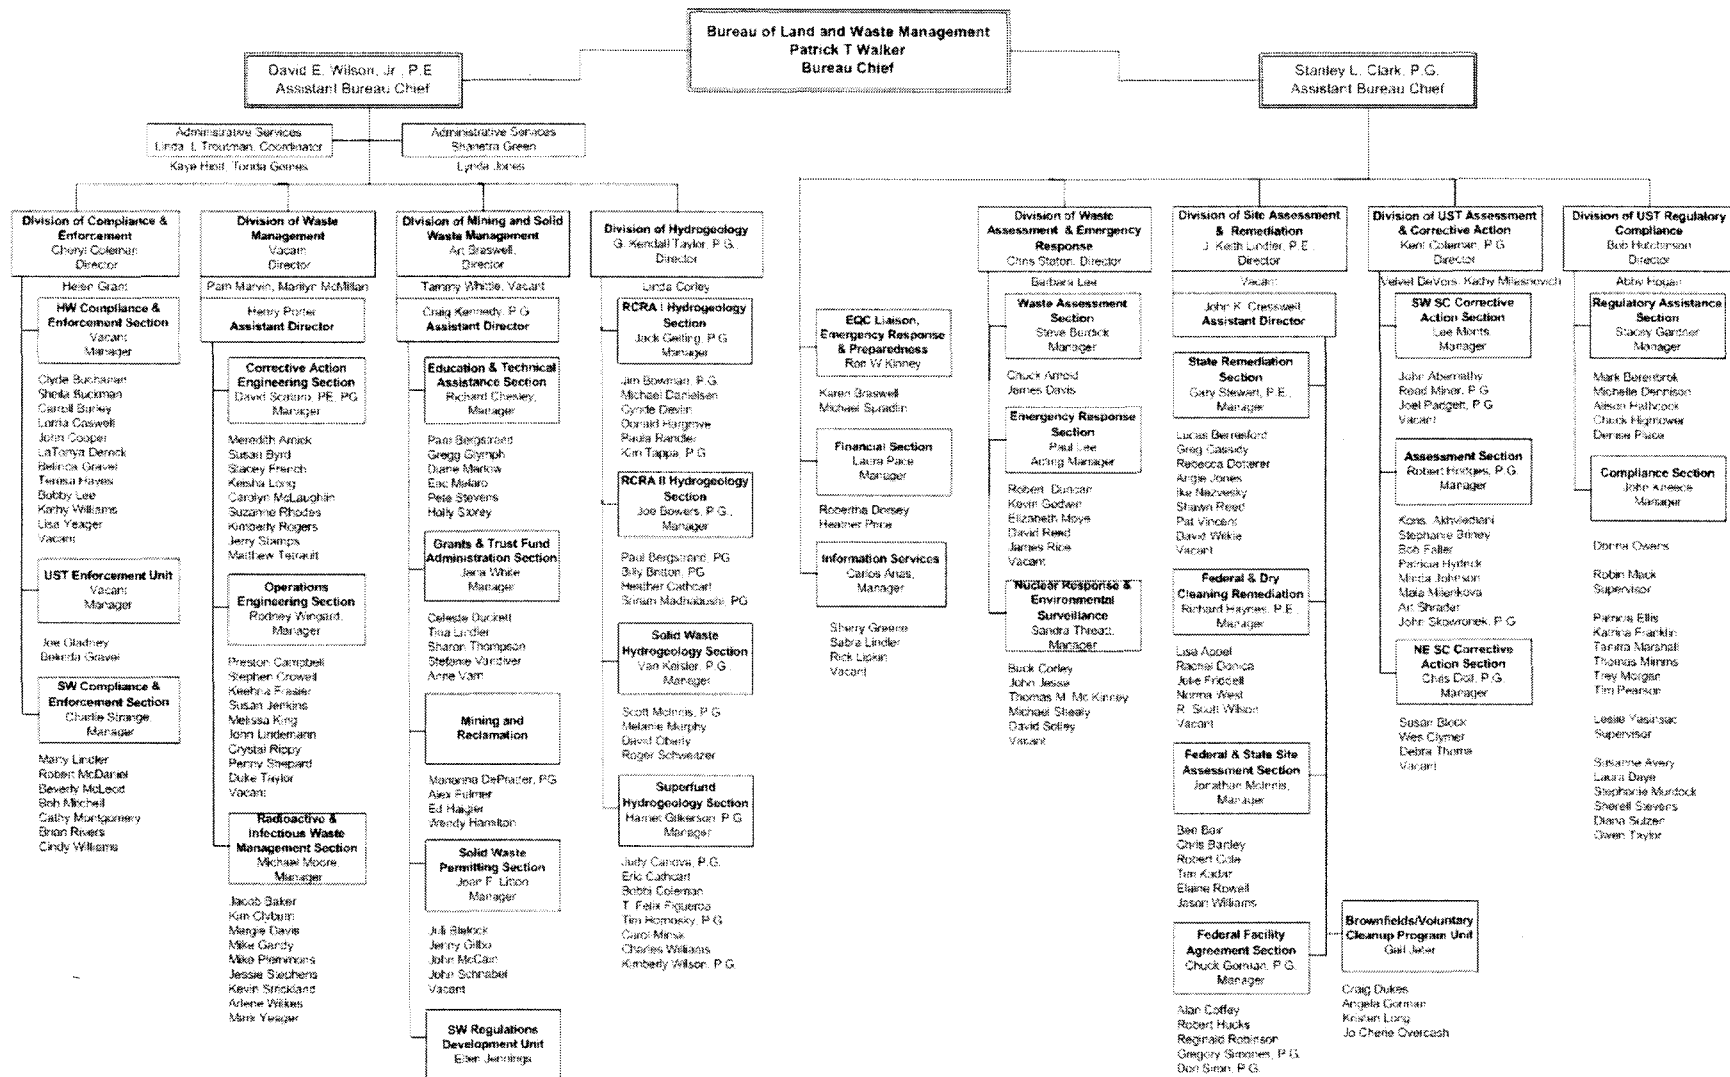 Bureau of Land and Waste Management
Patrick T Walker
Bureau Chief
David E. Wilson, Jr., P.E
Assistant Bureau Chief
Stanley L. Clark, P.G.
Assistant Bureau Chief
Administrative Services
Linda L Troutman, Coordinator
Kaye Tonda
Administrative Services
Shanetra Green
Lynda Jones
Division of Compliance &
Enforcement
Cheryl Coleman
Director
Helen Grant
HW Compliance &
Enforcement Section
Vacant
Manager
Clyde Buchanan
Sheila Buckman
Carroll
Lorria Caswell
John Cooper
LaTonya Derrick
Belinda Gravel
Teresa Hayes
Bobby Lee
Kathy Williams
Lisa Yeager
Vacant
UST Enforcement Unit
Vacant
Manager
Joe Gladney
Belinda Gravel
SW Compliance &
Enforcement Section
Charlie Strange
Manager
Marty Lindler
Robert McDaniel
Beverly McLeod
Bob Mitchell
Cathy Montgomery
Brian Rivers
Cindy Williams
Division of Waste
Management
Vacant
Director
Pam Marvin, Marilyn McMillan
Henry Porter
Assistant Director
Corrective Action
Engineering Section
David Scaturo, PE, PG
Manager
Meredith Amick
Susan Byrd
Stacey French
Keisha Long
Carolyn McLaughlin
Suzanne Rhodes
Kimberly Rogers
Jerry Stamps
Matthew
Operations
Engineering Section
Rodney Wingard,
Manager
Preston Campbell
Stephen Crowell
Keehna Frasier
Susan Jenkins
Melissa King
John Lindemann
Crystal Rippy
Penny Shepard
Duke Taylor
Vacant
Radioactive &
Infectious Waste
Management Section
Michael Moore,
Manager
Jacob Baker
Kim Clyburn
Margie Davis
Mike Gandy
Mike Plemmons
Jessie Stephens
Kevin Strickland
Arlene Wilkes
Mark Yeager
Division of Mining and Solid
Waste Management
Art Braswell,
Director
Tammy Whittle, Vacant
Craig Kennedy, P.G
Assistant Director
Education & Technical
Assistance Section
Richard Chesley,
Manager
Pam Bergstrand
Gregg Glymph
Diane Marlow
Eric Melaro
Pete Stevens
Holly Storey
Grants & Trust Fund
Administration Section
Jana White
Manager
Celeste Duckett
Tina Lindler
Sharon Thompson
Stefanie Vandiver
Anne
Mining and
Reclamation
Marianna DePratter, PG
Alex Fulmer
Ed Haigler
Wendy Hamilton
Solid Waste
Permitting Section
Joan F. Litton
Manager
Juli Blalock
Jenny Gilbo
John McCain
John Schnabel
Vacant
SW Regulations
Development Unit
Ellen Jennings
Division of Hydrogeology
G. Kendall Taylor, P.G.
Director
Linda Corley
RCRA I Hydrogeology
Section
Jack Gelting, P.G
Manager
Jim Bowman, P.G.
Michael Danielsen
Cynde Devlin
Donald Hargrove
Paula
Kim Tappa, P.G
RCRA II Hydrogeology
Section
Joe Bowers, P.G.,
Manager
Paul Bergstrand, PG
Billy Britton, PG
Heather Cathcart
Sriram Madhabushi, PG
Solid Waste
Hydrogeology Section
Van Keisler, P.G.,
Manager
Scott McInnis, P.G
Melanie Murphy
David Oberly
Roger Schweitzer
Superfund
Hydrogeology Section
Harriet Gilkerson, P.G
Manager
Judy Canova, P.G.
Eric Cathcart
Bobbi Coleman
T. Felix Figueroa
Tim Hornosky, P.G.
Carol Minsk
Charles Williams
Kimberly Wilson, P.G.
EQC Liaison,
Emergency Response
& Preparedness
Ron W Kinney
Karen Braswell
Michael Spradlin
Financial Section
Laura Pace
Manager
Robertha Dorsey
Heather Price
Information Services
Carlos Arias,
Manager
Sherry Greene
Sabra Lindler
Rick Lipkin
Vacant
Division of Waste
Assessment & Emergency
Response
Chris Staton, Director
Barbara Lee
Waste Assessment
Section
Steve Burdick
Manager
Chuck Arnold
James Davis
Emergency Response
Section
Paul Lee
Acting Manager
Robert Duncan
Kevin Godwin
Elizabeth Moye
David Reed
James Rice
Vacant
Nuclear Response &
Environmental
Surveillance
Sandra Threatt,
Manager
Buck Corley
John Jesse
Thomas M. Mc Kinney
Michael Shealy
David Solley
Vacant
Division of Site Assessment
& Remediation
J. Keith Lindler, P.E.
Director
Vacant
John K. Cresswell
Assistant Director
State Remediation
Section
Gary Stewart, P.E.,
Manager
Lucas Berresford
Greg Cassidy
Rebecca Dotterer
Angie Jones
Ike
Shawn Reed
Pat Vincent
David Wilkie
Vacant
Federal & Dry
Cleaning Remediation
Richard Haynes, P.E.
Manager
Lisa Appel
Rachel Donica
Jolie Friddell
Norma West
R. Scott Wilson
Vacant
Federal & State Site
Assessment Section
Jonathan McInnis,
Manager
Ben Bair
Chris Banley
Robert Cole
Tim Kadar
Elaine Rowell
Jason Williams
Federal Facility
Agreement Section
Chuck Gorman, P.G.
Manager
Alan Coffey
Robert Hucks
Reginald Robinson
Gregory Simones, P.G.
Don Siron, P.G.
Brownfields/Voluntary
Cleanup Program Unit
Gail Jeter
Craig Dukes
Angela Gorman
Kristen Long
Jo Cherie Overcash
Division of UST Assessment
& Corrective Action
Kent Coleman, P.G
Director
Velvet DeVors, Kathy Milesnovich
SW SC Corrective
Action Section
Lee Monts
Manager
John Abernathy
Read Miner, P.G
Joel Padgett, P.G
Vacant
Assessment Section
Robert Hodges, P.G.
Manager
Kons. Akhvlediani
Stephanie Briney
Bob Faller
Patricia Hydrick
Minda Johnson
Mala Milenkova
Art Shrader
John Skowronek, P.G
NE SC Corrective
Action Section
Chris Doll, P.G.
Manager
Susan Block
Wes Clymer
Debra Thoma
Vacant
Division of UST Regulatory
Compliance
Bob Hutchinson
Director
Abby Hogan
Regulatory Assistance
Section
Stacey Gardner
Manager
Mark Berenbrok
Michelle Dennison
Alison Hathcock
Chuck Hightower
Denise Place
Compliance Section
John Kneece
Manager
Donna Owens
Robin Mack
Supervisor
Patricia Ellis
Katrina Franklin
Tamira Marshall
Thomas Mimms
Trey Morgan
Tim Pearson
Leslie Yasinsac
Supervisor
Susanne Avery
Laura Daye
Stephanie Murdock
Sherell Stevens
Diana Sulzer
Owen Taylor